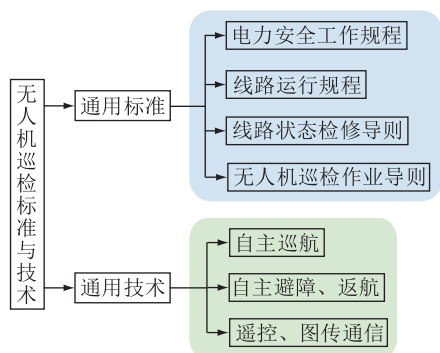 无人机巡检标准与技术
通用标准
电力安全工作规程
线路运行规程
线路状态检修导则
无人机巡检作业导则
通用技术
自主巡航
自主避障、返航
遥控、图传通信